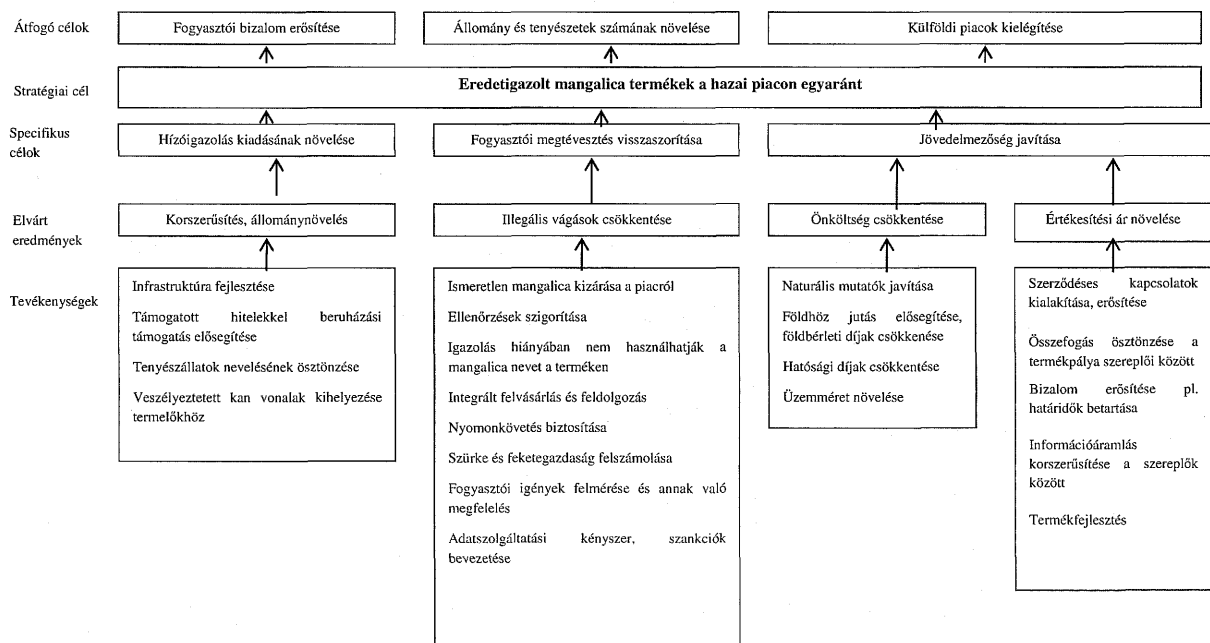 Átfogó célok
Fogyasztói bizalom erősítése
Állomány és tenyészetek számának növelése
Külföldi piacok kielégítése
Stratégiai cél
Eredetigazolt mangalica termékek a hazai piacon egyaránt
Specifikus
célok
Hízóigazolás kiadásának növelése
Fogyasztói megtévesztés visszaszorítása
Jövedelmezőség javítása
Elvárt
eredmények
Korszerűsítés, állománynövelés
Illegális vágások csökkentése
Önköltség csökkentése
Értékesítési ár növelése
Tevékenységek
Infrastruktúra fejlesztése
Támogatott hitelekkel beruházási
támogatás elősegítése
Tenyészállatok nevelésének ösztönzése
Veszélyeztetett kan vonalak kihelyezése
termelőkhöz
Ismeretlen mangalica kizárása a piacról
Ellenőrzések szigorítása
Igazolás hiányában nem használhatják a
mangalica nevet a terméken
Integrált felvásárlás és feldolgozás
Nyomonkövetés biztosítása
Szürke és feketegazdaság felszámolása
Fogyasztói igények felmérése és annak való
megfelelés
Adatszolgáltatási kényszer, szankciók
bevezetése
Naturális mutatók javítása
Földhöz jutás elősegítése,
földbérleti díjak csökkenése
Hatósági díjak csökkentése
Üzemméret növelése
Szerződéses kapcsolatok
kialakítása, erősítése
Összefogás ösztönzése a
termékpálya szereplői között
Bizalom erősítése pl.
határidők betartása
Információáramlás
korszerűsítése a szereplők
között
Termékfejlesztés